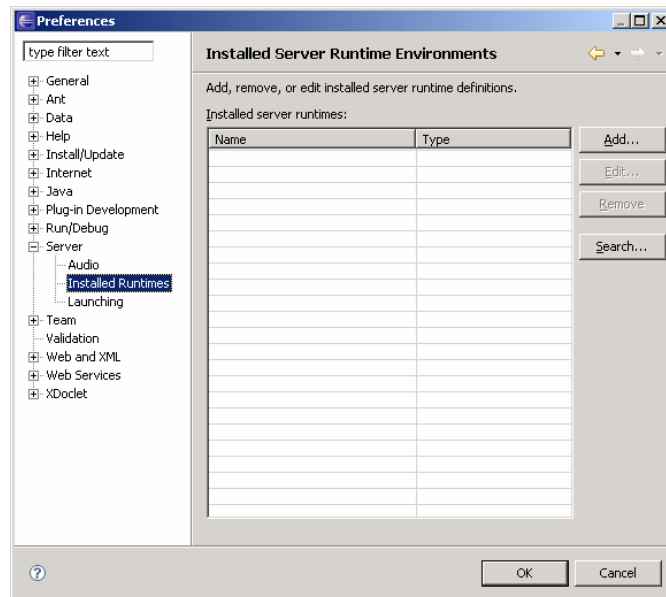 Preferences
type filter text
Installed Server Runtime Environments
General
Ant
Data
Help
Install/Update
Internet
Java
Plug-in Development
Run/Debug
Server
Audio
Installed Runtimes
Launching
Team
Validation
Web and XML
Web Services
XDoclet
Add, remove, or edit installed server runtime definitions.
Installed server runtimes:
Name Type
Add...
Edit...
Remove
Search...
?
OK Cancel